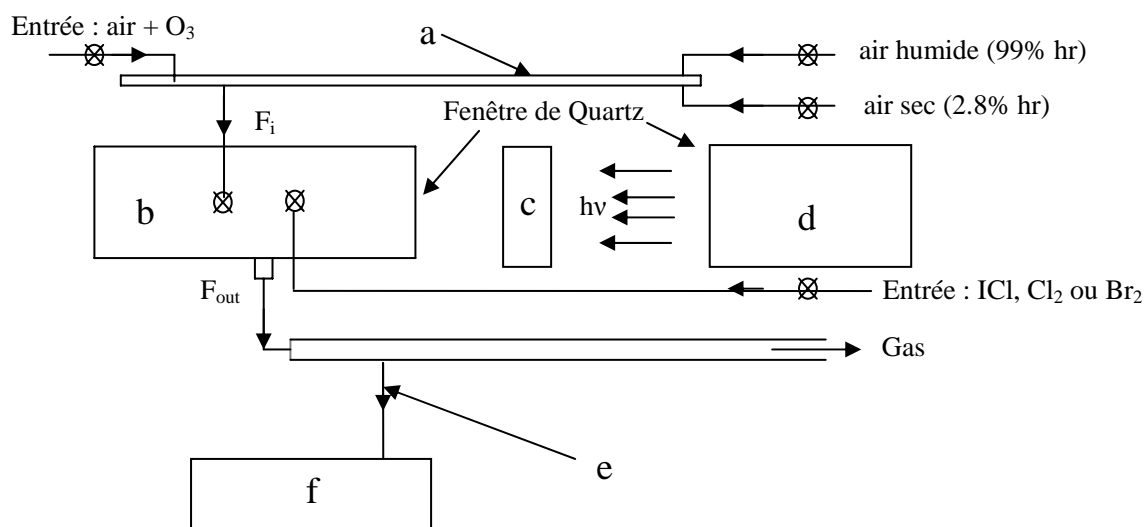 Entrée : air + O3
a
air humide (99% hr)
air sec (2.8% hr)
Fi
Fenêtre de Quartz
b
c
hν
d
Fout
Entrée : ICl, Cl2 ou Br2
Gas
e
f